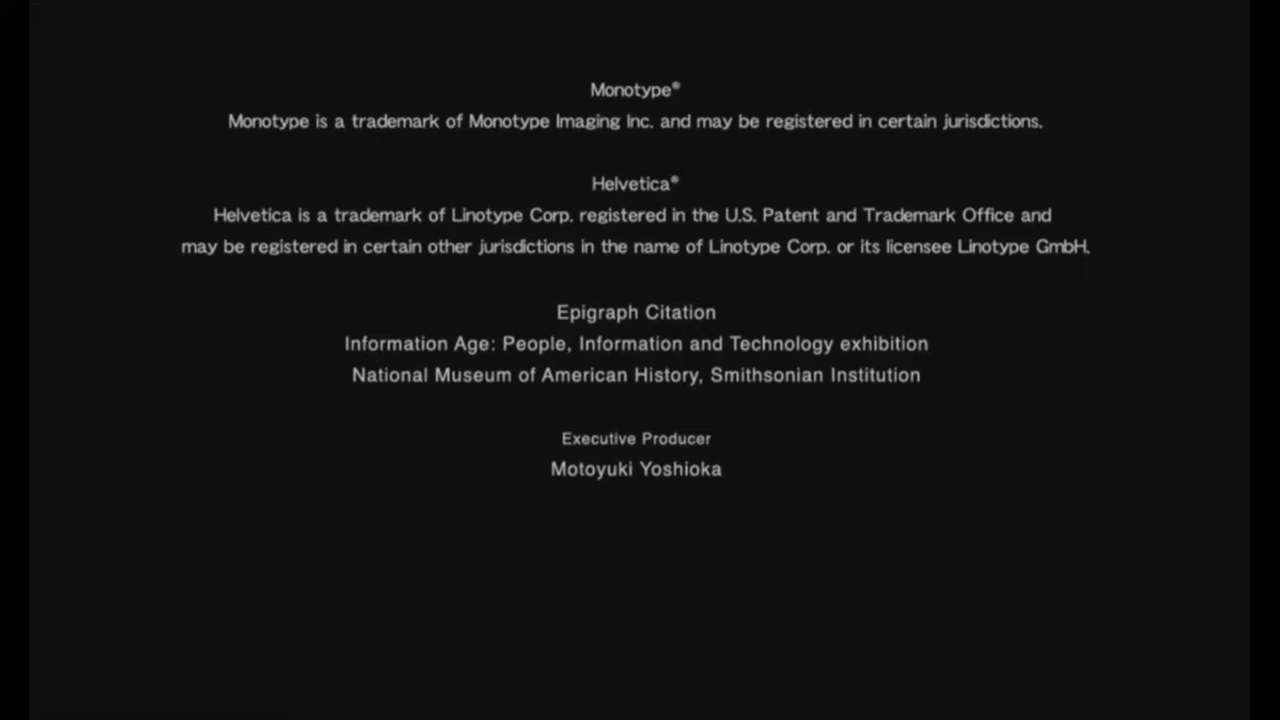 Monotype®
Monotype is a trademark of Monotype Imaging Inc. and may be registered in certain jurisdictions.
Helvetica®
Helvetica is a trademark of Linotype Corp. registered in the U.S. Patent and Trademark Office and
may be registered in certain other jurisdictions in the name of Linotype Corp. or its licensee Linotype GmbH.
Epigraph Citation
Information Age: People, Information and Technology exhibition
National Museum of American History, Smithsonian Institution
Executive Producer
Motoyuki Yoshioka